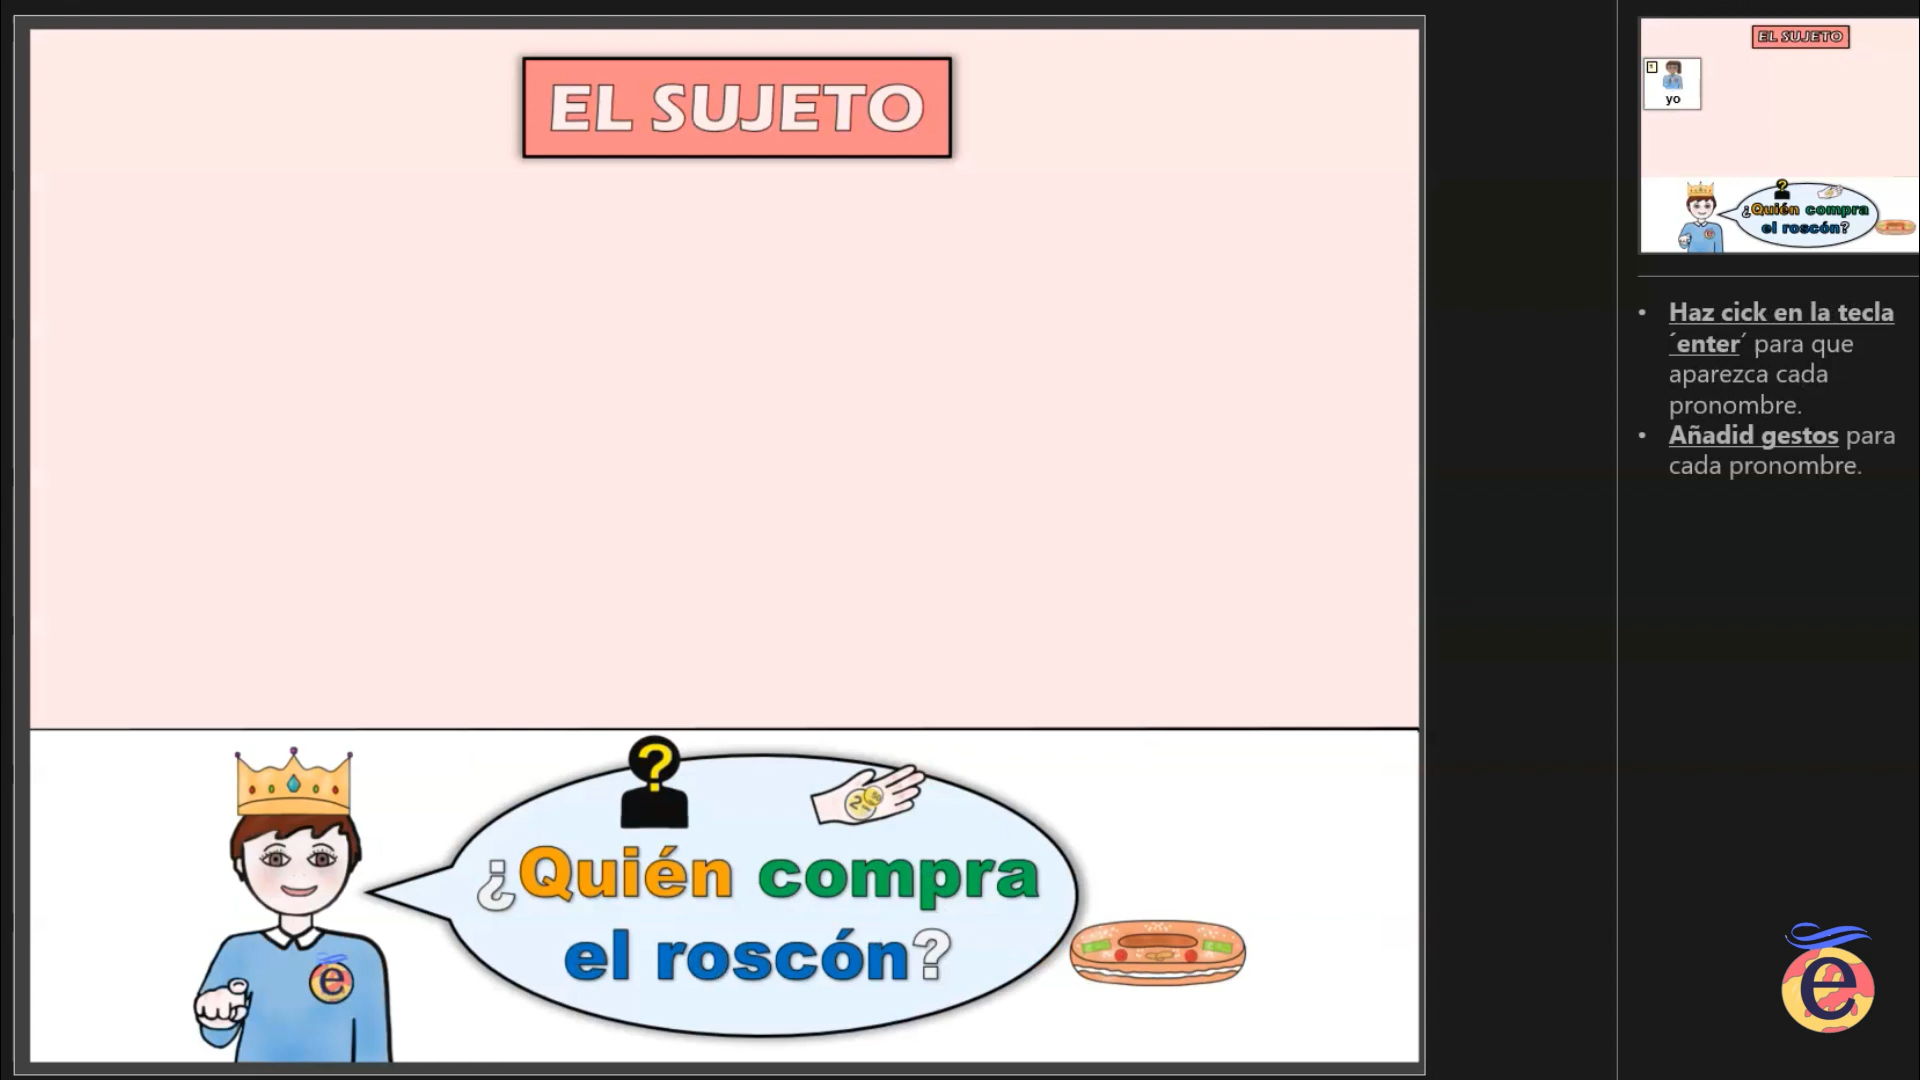 EL SUJETO
¿Quién compra
el roscón?
EL SUJETO
yo
¿Quién compra
el roscón?
• Haz cick en la tecla
´enter´ para que
aparezca cada
pronombre.
• Añadid gestos para
cada pronombre.
ẽ